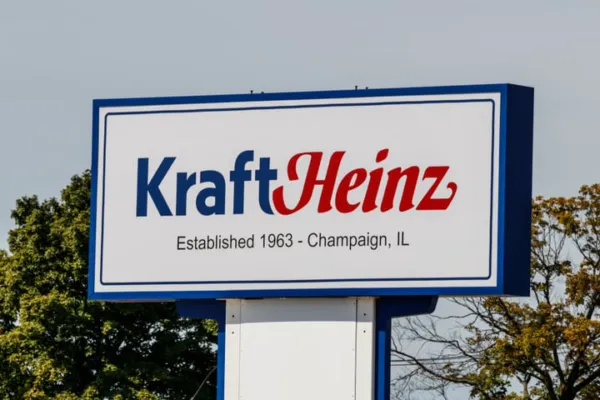 KraftHeinz
Established 1963 - Champaign, IL